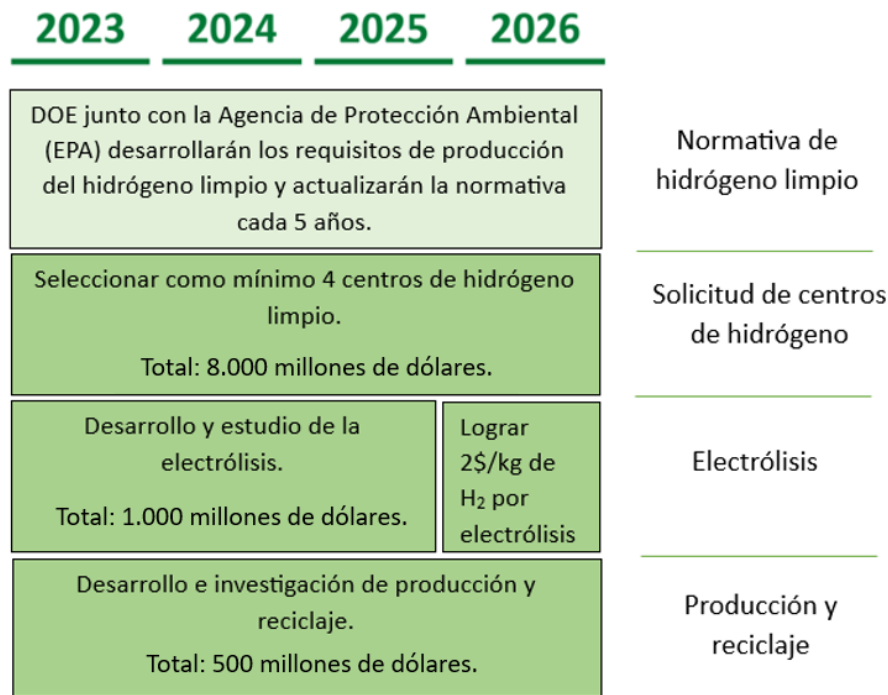 2023 2024 2025 2026
DOE junto con la Agencia de Protección Ambiental
(EPA) desarrollarán los requisitos de producción
del hidrógeno limpio y actualizarán la normativa
cada 5 años.
Normativa de
hidrógeno limpio
Seleccionar como mínimo 4 centros de hidrógeno
limpio.
Total: 8.000 millones de dólares.
Solicitud de centros
de hidrógeno
Desarrollo y estudio de la
electrólisis.
Total: 1.000 millones de dólares.
Lograr
2$/kg de
H₂ por
electrólisis
Electrólisis
Desarrollo e investigación de producción y
reciclaje.
Total: 500 millones de dólares.
Producción y
reciclaje